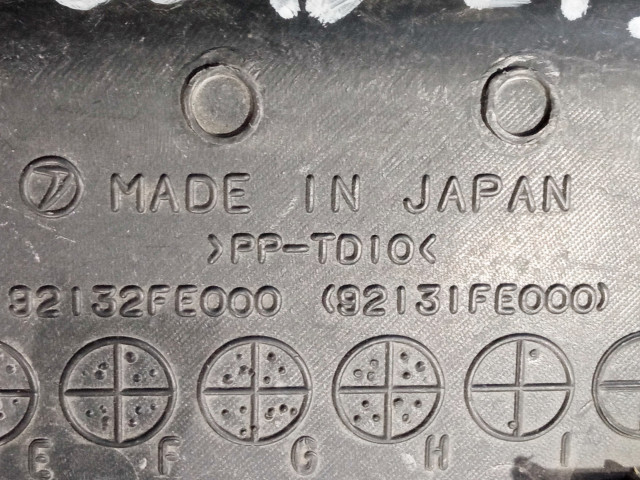 MADE IN JAPAN
>PP-TD10<
92132FE000 (92131FE000)
E F G H I